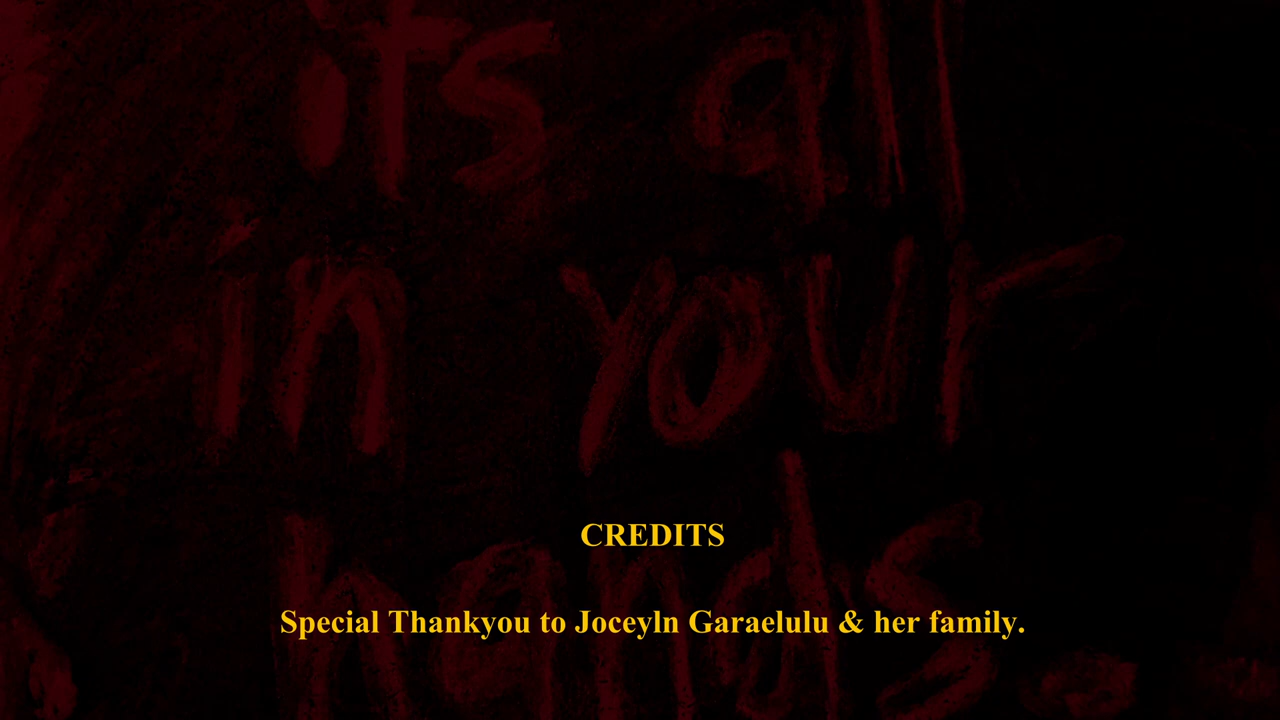 its all
in your
hands.
CREDITS
Special Thankyou to Joceyln Garaelulu & her family.